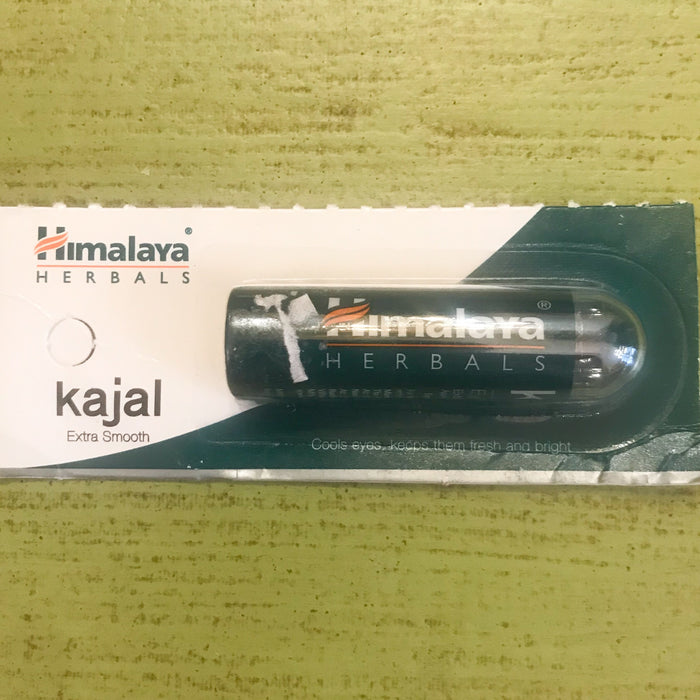 Himalaya®
HERBALS
kajal
Extra Smooth
Himalaya®
HERBALS
Cools eyes, keeps them fresh and bright